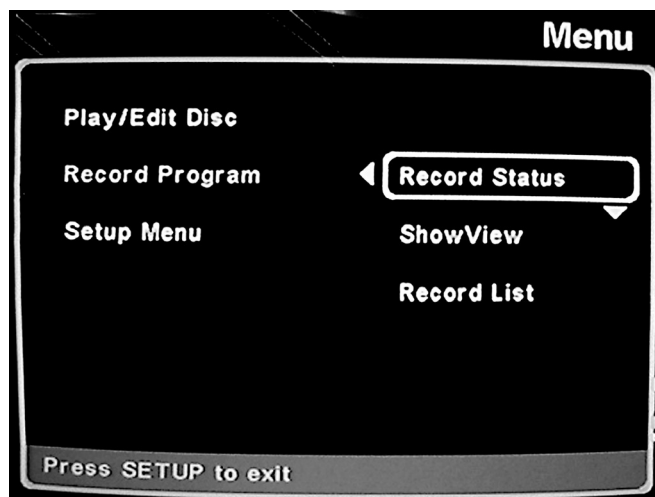 Menu
Play/Edit Disc
Record Program
Record Status
Setup Menu
ShowView
Record List
Press SETUP to exit